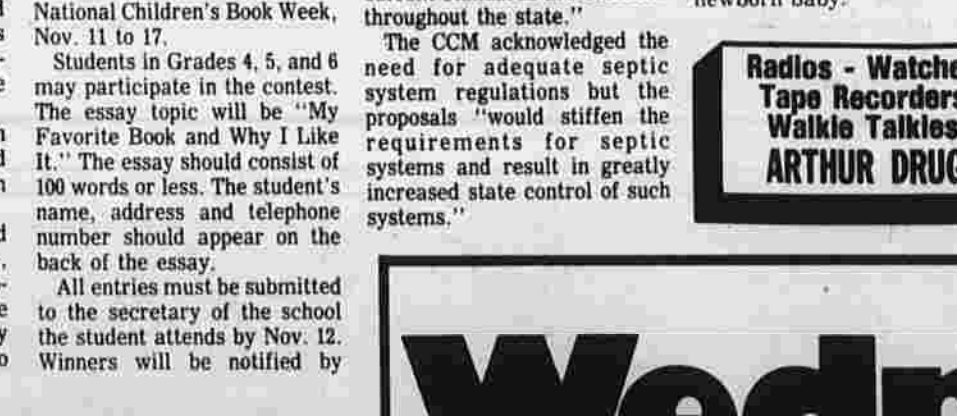 National Children's Book Week,
Nov. 11 to 17.
Students in Grades 4, 5, and 6
may participate in the contest.
The essay topic will be "My
Favorite Book and Why I Like
It." The essay should consist of
100 words or less. The student's
name, address and telephone
number should appear on the
back of the essay.
All entries must be submitted
to the secretary of the school
the student attends by Nov. 12.
Winners will be notified by
throughout the state."
The CCM acknowledged the
need for adequate septic
system regulations but the
proposals "would stiffen the
requirements for septic
systems and result in greatly
increased state control of such
systems."
newborn baby.
Radios - Watche
Tape Recorders
Walkie Talkies
ARTHUR DRUG
Wedn